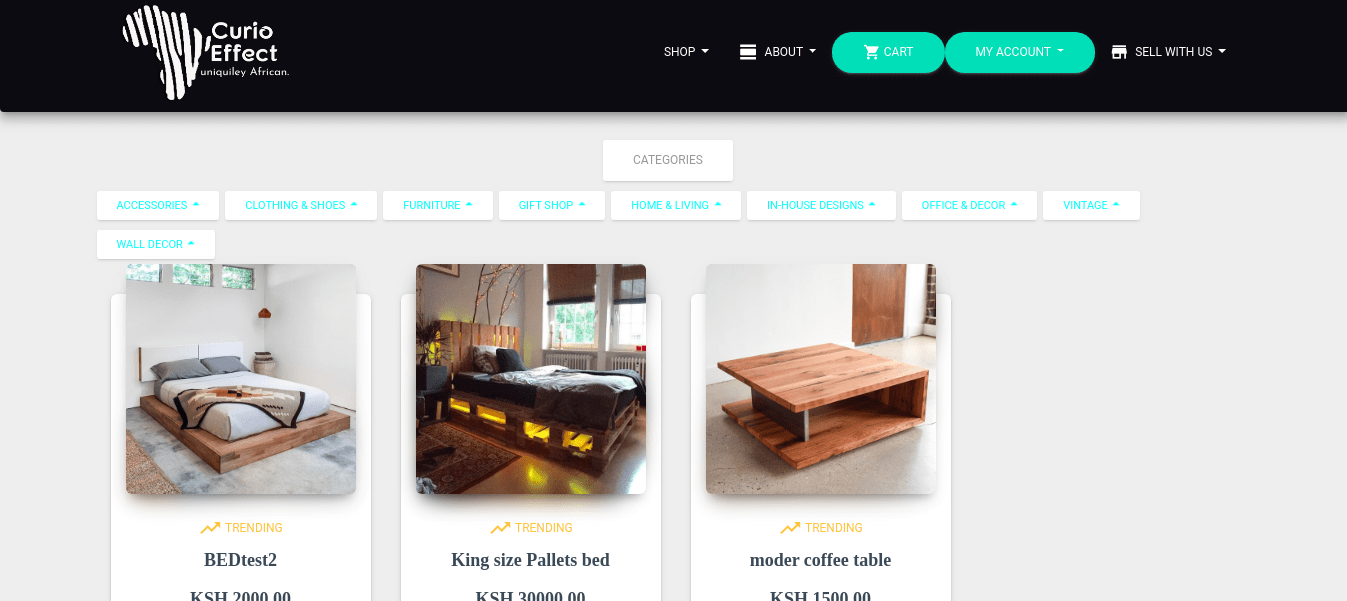 Curio
Effect
uniquiley African.
SHOP ABOUT CART MY ACCOUNT SELL WITH US
CATEGORIES
ACCESSORIES CLOTHING & SHOES FURNITURE GIFT SHOP HOME & LIVING IN-HOUSE DESIGNS OFFICE & DECOR VINTAGE
WALL DECOR
TRENDING TRENDING TRENDING
BEDtest2 King size Pallets bed moder coffee table
KSH 2000.00 KSH 30000.00 KSH 1500.00